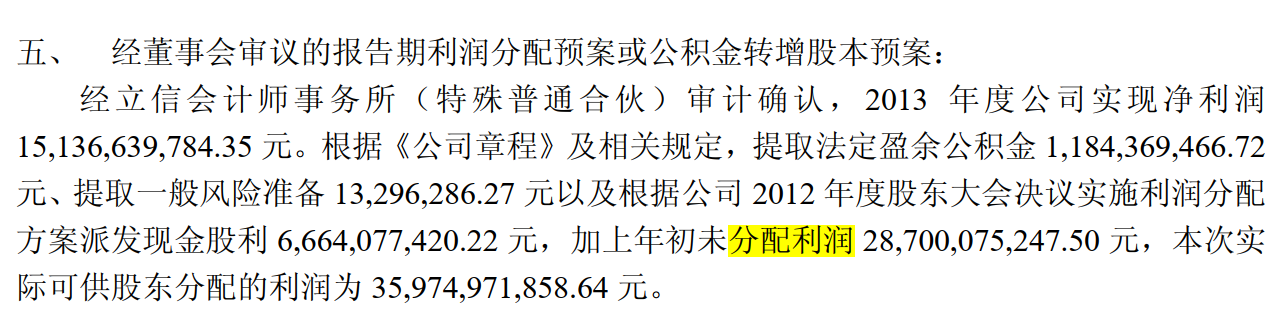 五、 经董事会审议的报告期利润分配预案或公积金转增股本预案：
经立信会计师事务所（特殊普通合伙）审计确认，2013 年度公司实现净利润
15,136,639,784.35 元。根据《公司章程》及相关规定，提取法定盈余公积金 1,184,369,466.72
元、提取一般风险准备 13,296,286.27 元以及根据公司 2012 年度股东大会决议实施利润分配
方案派发现金股利 6,664,077,420.22 元，加上年初未分配利润 28,700,075,247.50 元，本次实
际可供股东分配的利润为 35,974,971,858.64 元。